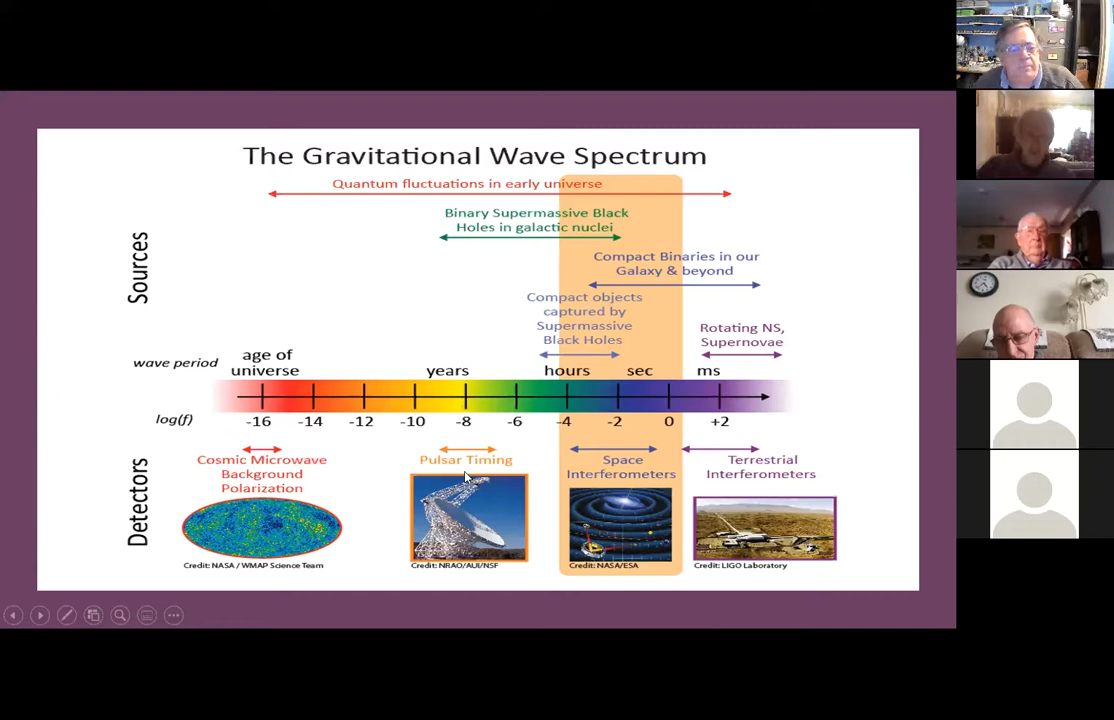 The Gravitational Wave Spectrum
Quantum fluctuations in early universe
Binary Supermassive Black
Holes in galactic nuclei
Compact Binaries in our
Galaxy & beyond
Compact objects
captured by
Supermassive
Black Holes
Rotating NS,
Supernovae
Sources
wave period
age of
universe
years
hours
sec
ms
log(f)
-16 -14 -12 -10 -8 -6 -4 -2 0 +2
Detectors
Cosmic Microwave
Background
Polarization
Credit: NASA / WMAP Science Team
Pulsar Timing
Credit: NRAO/AUI/NSF
Space
Interferometers
Credit: NASA/ESA
Terrestrial
Interferometers
Credit: LIGO Laboratory